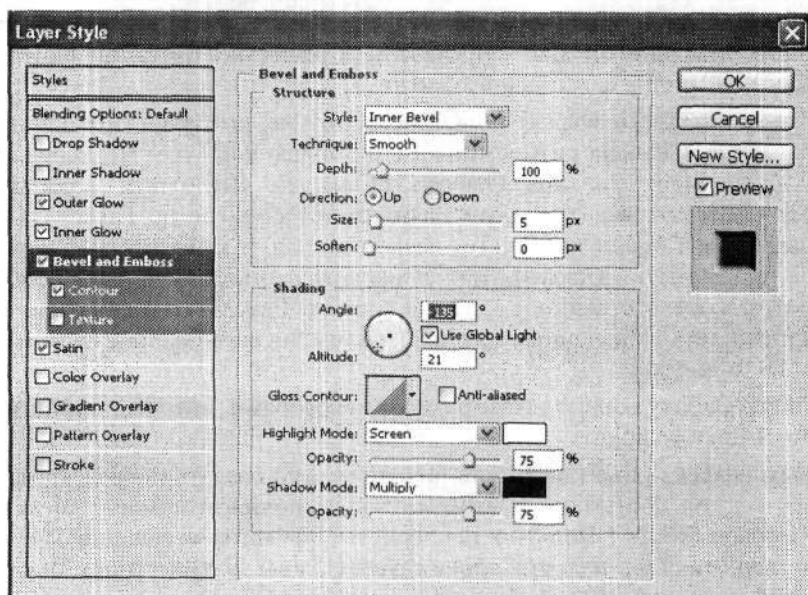 Layer Style
Styles
Blending Options: Default
Drop Shadow
Inner Shadow
Outer Glow
Inner Glow
Bevel and Emboss
Contour
Texture
Satin
Color Overlay
Gradient Overlay
Pattern Overlay
Stroke
Bevel and Emboss
Structure
Style: Inner Bevel
Technique: Smooth
Depth: 100 %
Direction: Up Down
Size: 5 px
Soften: 0 px
Shading
Angle: -135 °
Use Global Light
Altitude: 21 °
Gloss Contour: Anti-aliased
Highlight Mode: Screen
Opacity: 75 %
Shadow Mode: Multiply
Opacity: 75 %
OK
Cancel
New Style...
Preview